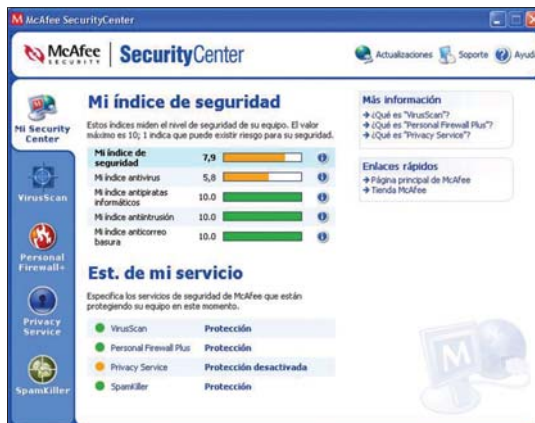 McAfee SecurityCenter
McAfee SECURITY SecurityCenter
Actualizaciones Soporte Ayuda
Mi Security Center
VirusScan
Personal Firewall+
Privacy Service
SpamKiller
Mi índice de seguridad
Estos índices miden el nivel de seguridad de su equipo. El valor
máximo es 10; 1 indica que puede existir riesgo para su seguridad.
Mi índice de seguridad 7,9
Mi índice antivirus 5,8
Mi índice antipiratas informáticos 10.0
Mi índice antiintrusión 10.0
Mi índice anticorreo basura 10.0
Est. de mi servicio
Especifica los servicios de seguridad de McAfee que están
protegiendo su equipo en este momento.
VirusScan Protección
Personal Firewall Plus Protección
Privacy Service Protección desactivada
SpamKiller Protección
Más información
¿Qué es "VirusScan"?
¿Qué es "Personal Firewall Plus"?
¿Qué es "Privacy Service"?
Enlaces rápidos
Página principal de McAfee
Tienda McAfee